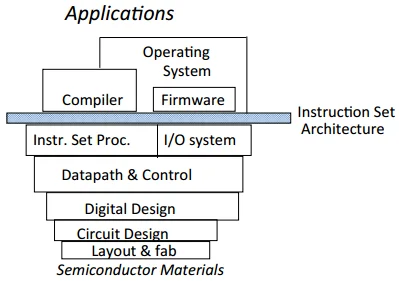 Applications
Operating
System
Compiler
Firmware
Instruction Set
Architecture
Instr. Set Proc.
I/O system
Datapath & Control
Digital Design
Circuit Design
Layout & fab
Semiconductor Materials